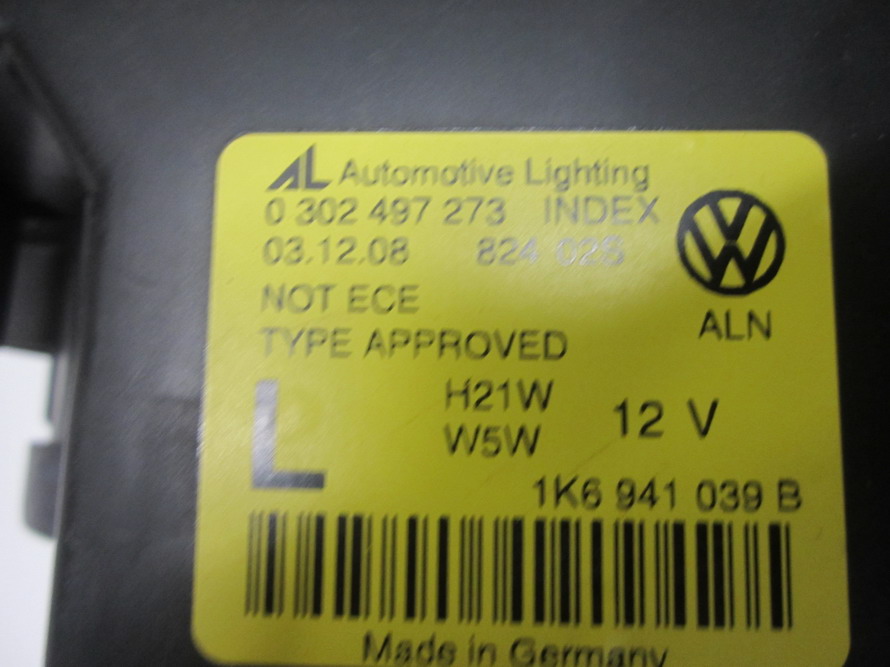 AL Automotive Lighting
0 302 497 273 INDEX
03.12.08 824 02S
NOT ECE
TYPE APPROVED
ALN
L
H21W
W5W
12 V
1K6 941 039 B
Made in Germany